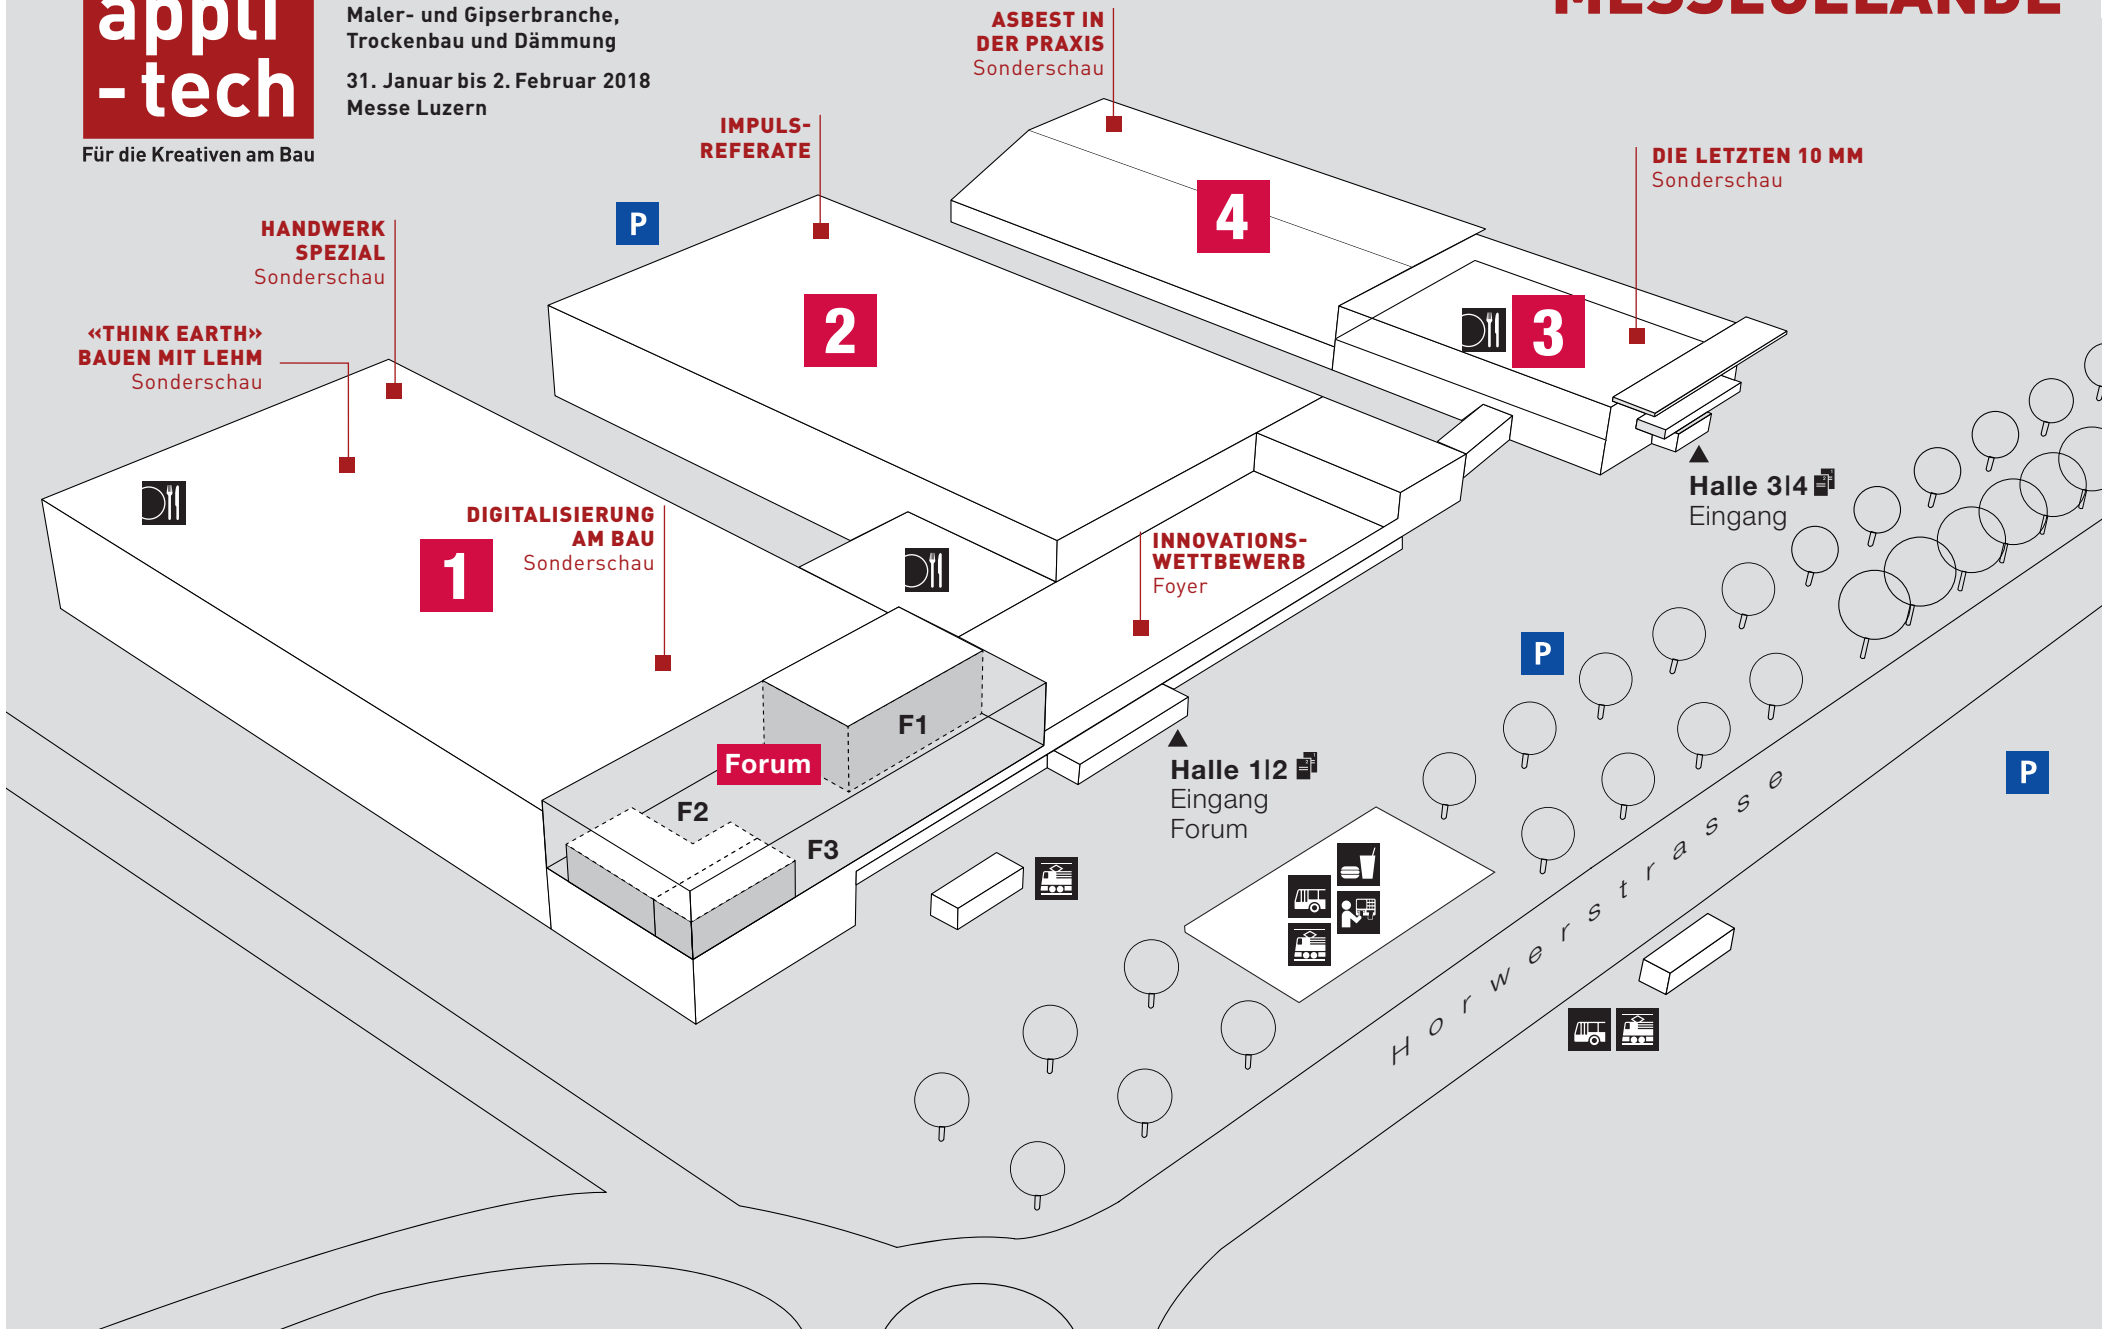 appli
-tech
Für die Kreativen am Bau
Maler- und Gipserbranche,
Trockenbau und Dämmung
31. Januar bis 2. Februar 2018
Messe Luzern
MESSEGELÄNDE
ASBEST IN
DER PRAXIS
Sonderschau
IMPULS-
REFERATE
DIE LETZTEN 10 MM
Sonderschau
HANDWERK
SPEZIAL
Sonderschau
«THINK EARTH»
BAUEN MIT LEHM
Sonderschau
P
4
2
3
DIGITALISIERUNG
AM BAU
Sonderschau
1
INNOVATIONS-
WETTBEWERB
Foyer
Halle 3|4
Eingang
P
F1
Forum
F2
F3
Halle 1|2
Eingang
Forum
P
Horwerstrasse